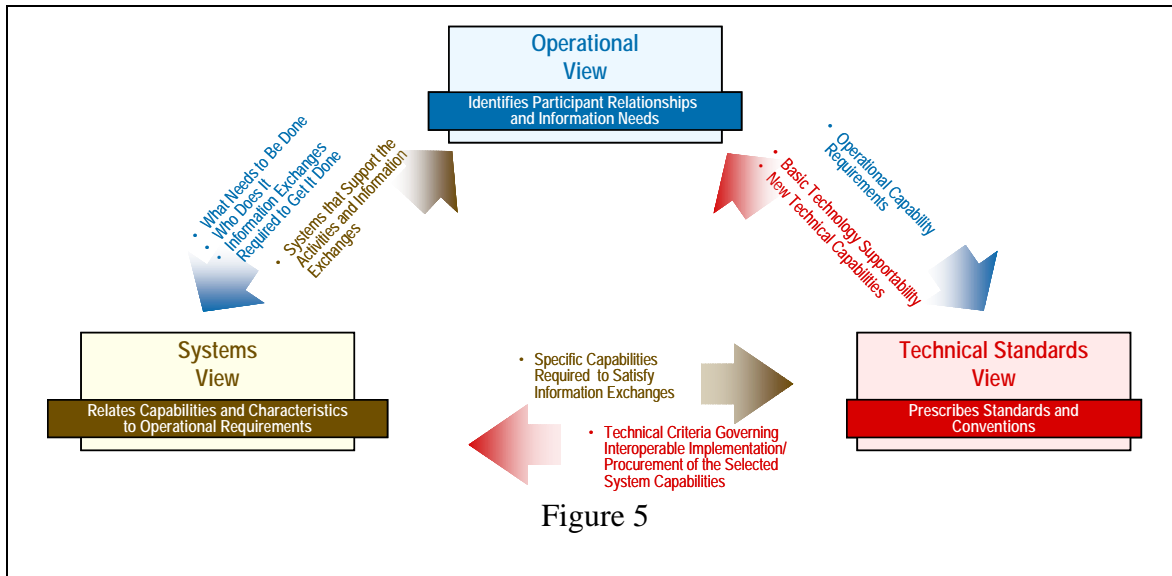 Operational
View
Identifies Participant Relationships
and Information Needs
• What Needs to Be Done
• Who Does It
• Information Exchanges
Required to Get It Done
• Systems that Support the
Activities and Information
Exchanges
• Operational Capability
Requirements
• Basic Technology Supportability
• New Technical Capabilities
Systems
View
Relates Capabilities and Characteristics
to Operational Requirements
• Specific Capabilities
Required to Satisfy
Information Exchanges
• Technical Criteria Governing
Interoperable Implementation/
Procurement of the Selected
System Capabilities
Technical Standards
View
Prescribes Standards and
Conventions
Figure 5